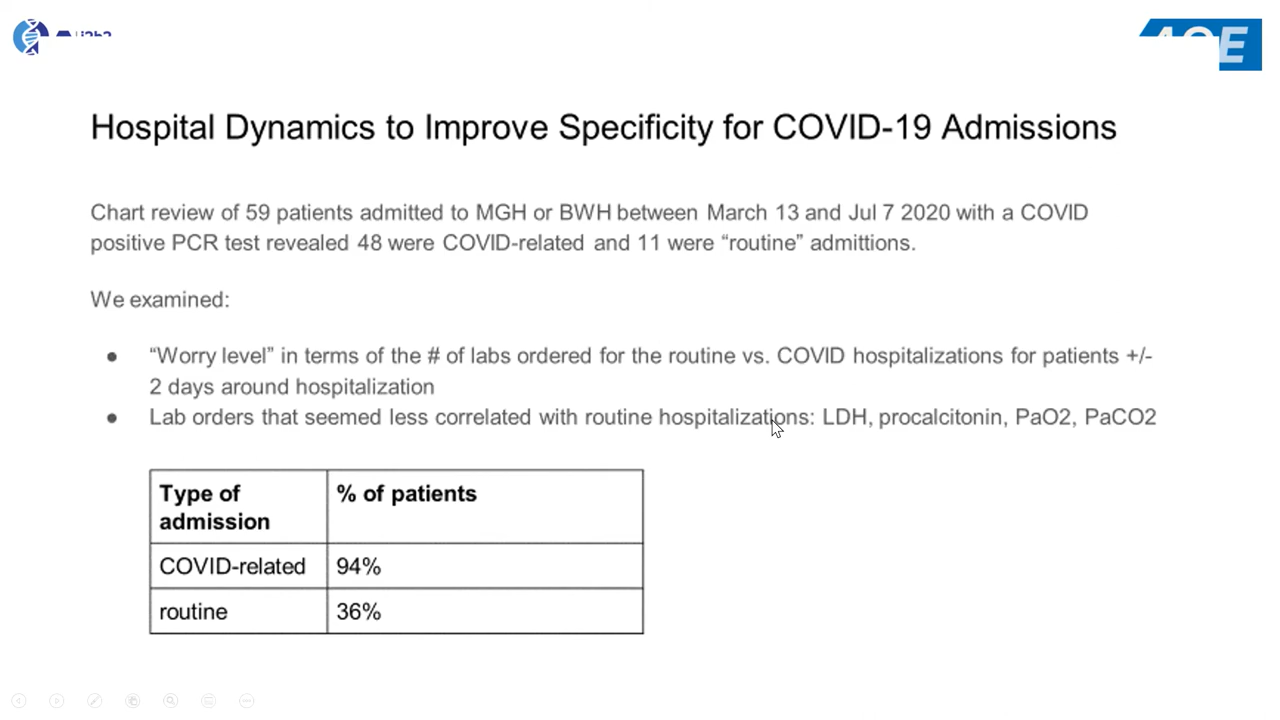 Hospital Dynamics to Improve Specificity for COVID-19 Admissions
Chart review of 59 patients admitted to MGH or BWH between March 13 and Jul 7 2020 with a COVID
positive PCR test revealed 48 were COVID-related and 11 were “routine” admittions.
We examined:
● “Worry level” in terms of the # of labs ordered for the routine vs. COVID hospitalizations for patients +/-
2 days around hospitalization
● Lab orders that seemed less correlated with routine hospitalizations: LDH, procalcitonin, PaO2, PaCO2
Type of admission % of patients
COVID-related 94%
routine 36%